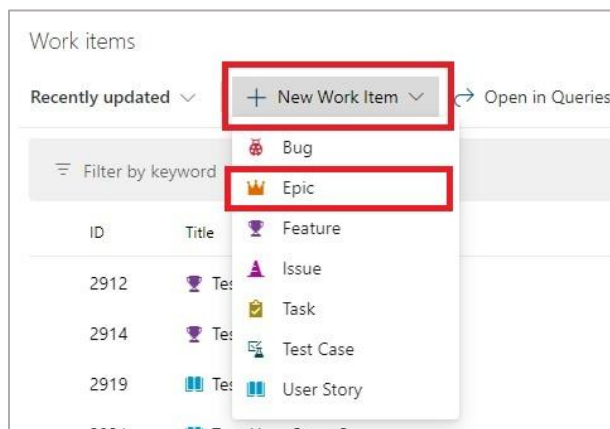 Work items
Recently updated
New Work Item
Open in Queries
Bug
Filter by keyword
Epic
ID
Title
Feature
Issue
2912
Task
2914
Test Case
2919
User Story